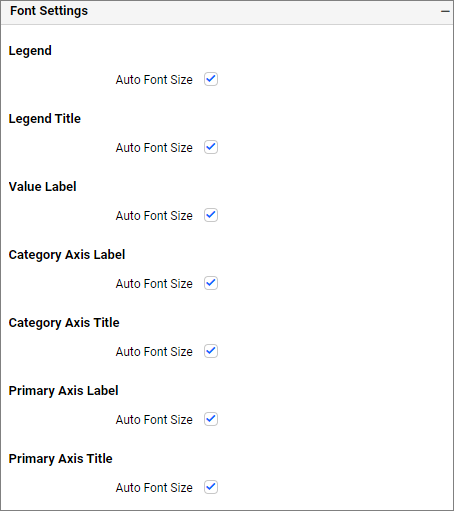 Font Settings
Legend
Auto Font Size
Legend Title
Auto Font Size
Value Label
Auto Font Size
Category Axis Label
Auto Font Size
Category Axis Title
Auto Font Size
Primary Axis Label
Auto Font Size
Primary Axis Title
Auto Font Size